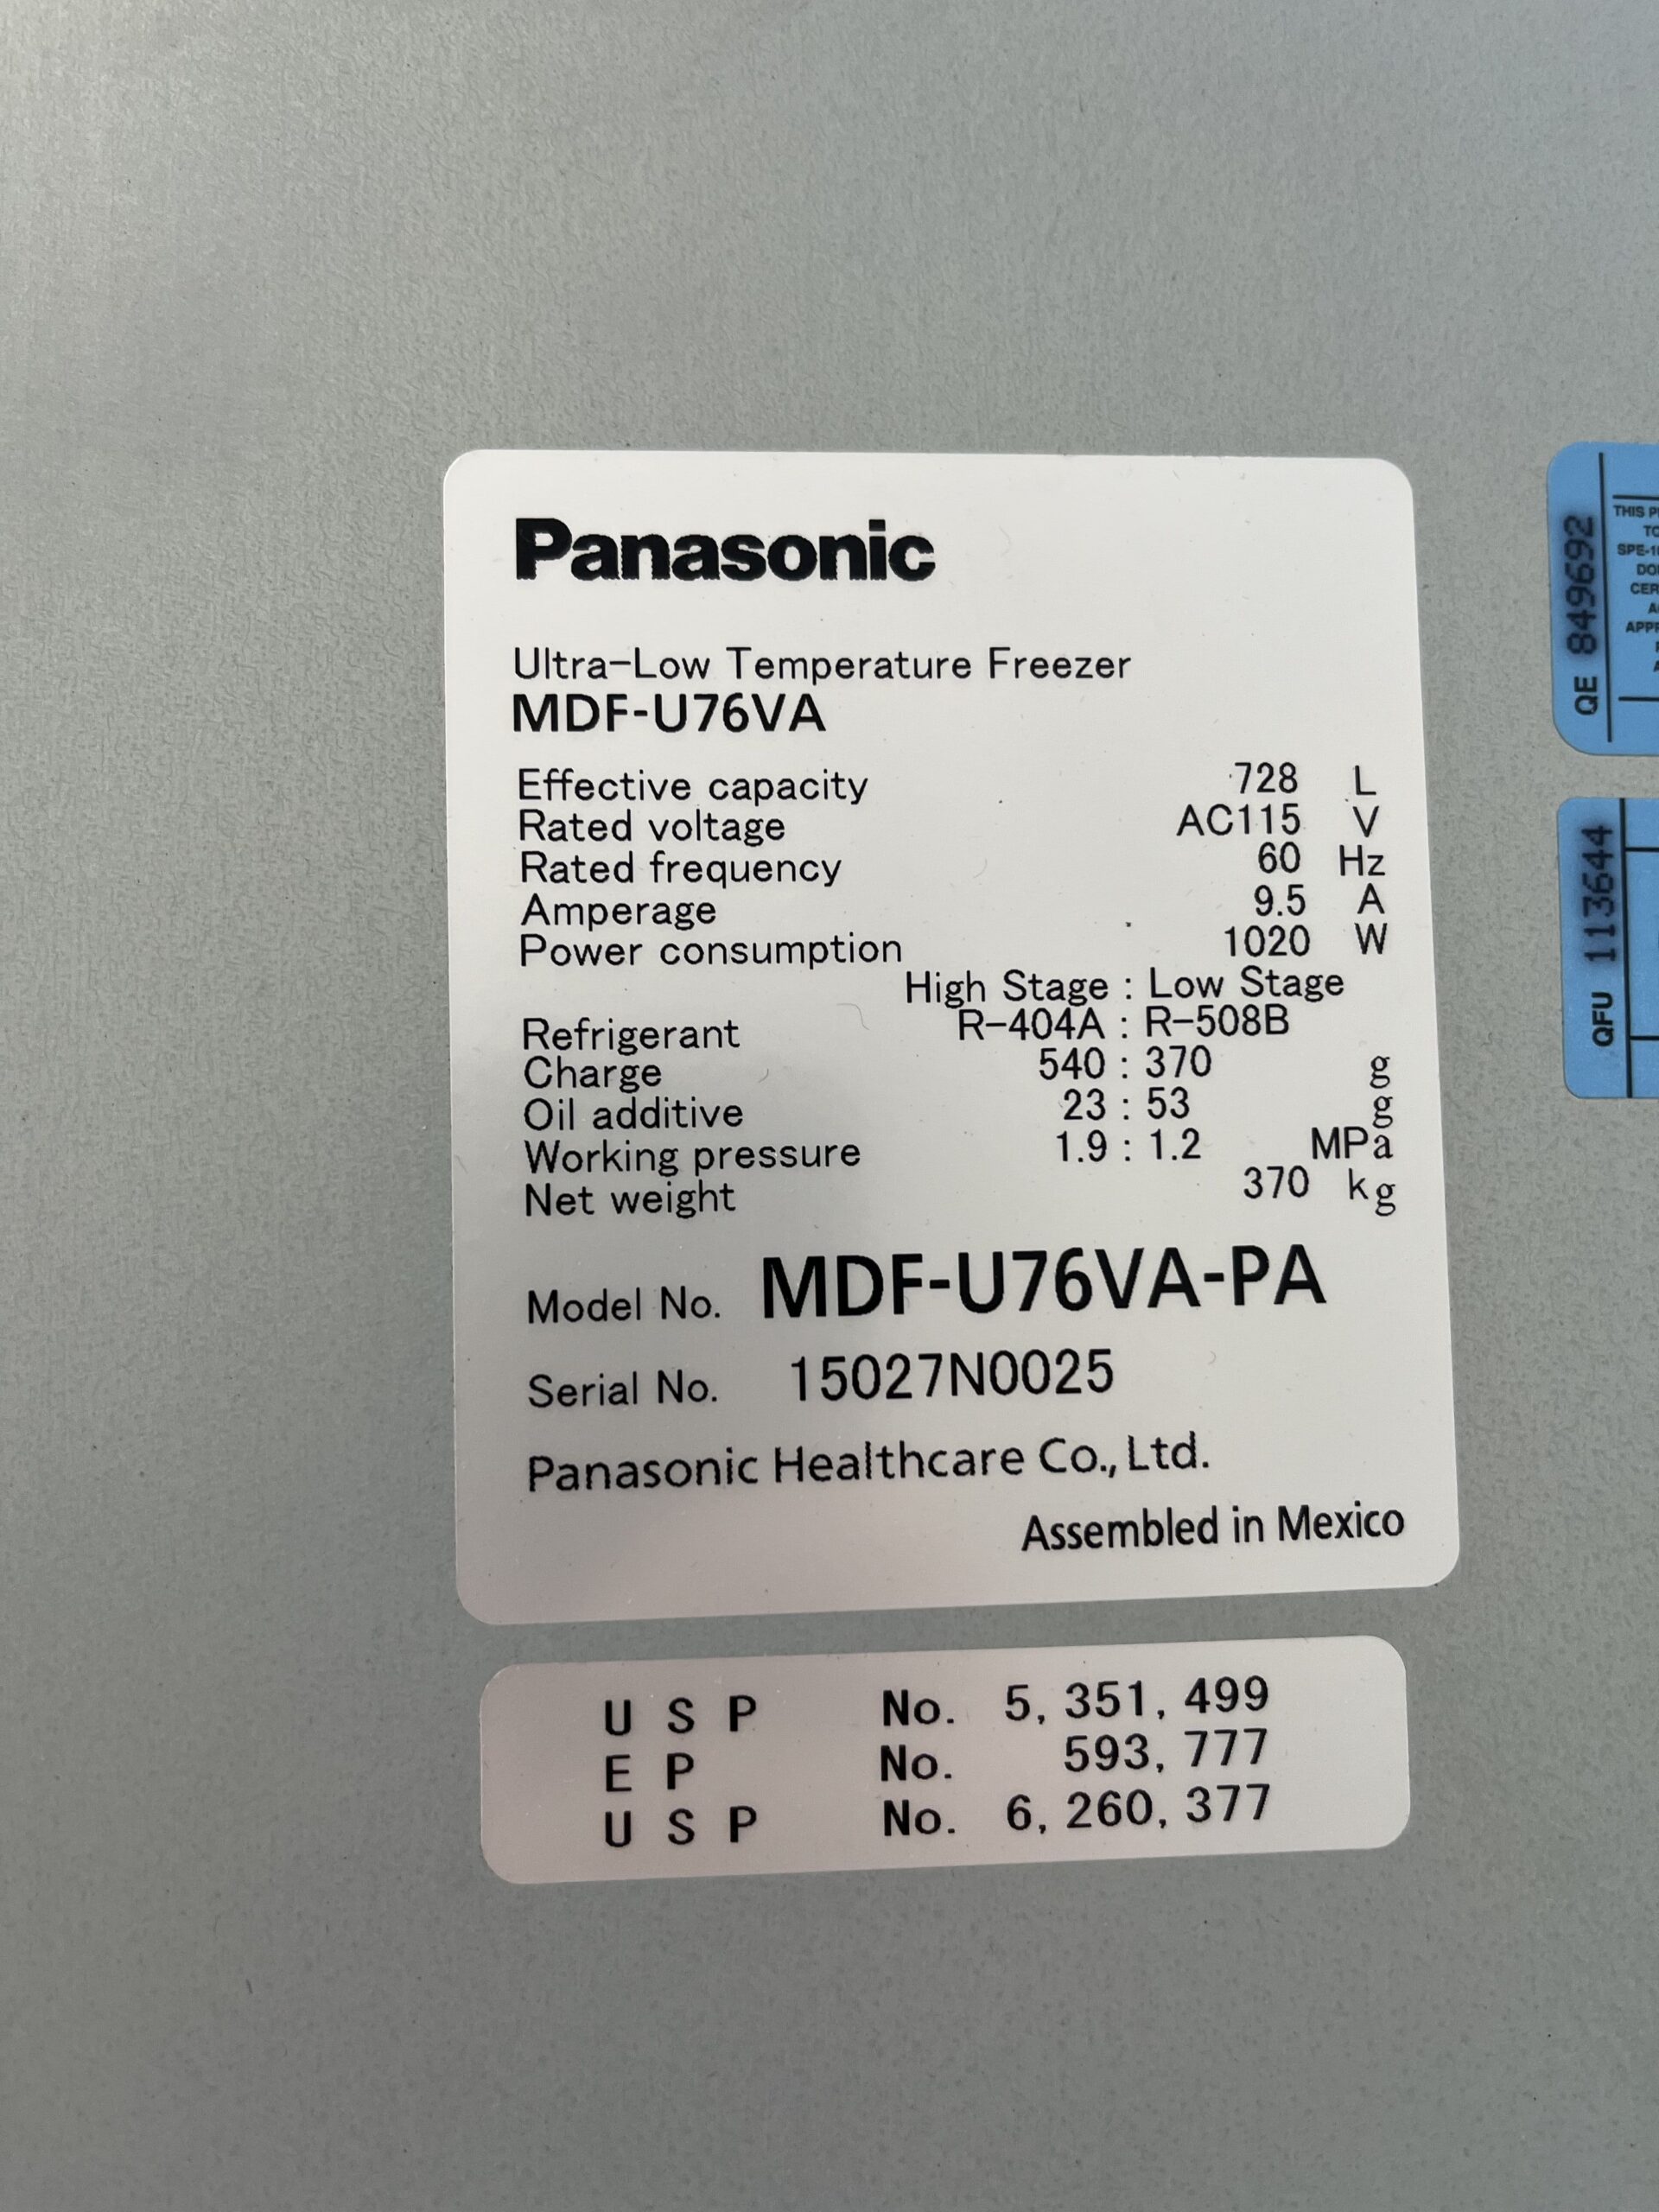 Panasonic
Ultra-Low Temperature Freezer
MDF-U76VA
Effective capacity 728 L
Rated voltage AC115 V
Rated frequency 60 Hz
Amperage 9.5 A
Power consumption 1020 W
High Stage : Low Stage
Refrigerant R-404A : R-508B
Charge 540 : 370 g
Oil additive 23 : 53 g
Working pressure 1.9 : 1.2 MPa
Net weight 370 kg
Model No. MDF-U76VA-PA
Serial No. 15027N0025
Panasonic Healthcare Co., Ltd.
Assembled in Mexico
U S P No. 5, 351, 499
E P No. 593, 777
U S P No. 6, 260, 377
QE 849692
THIS
QFU 113644